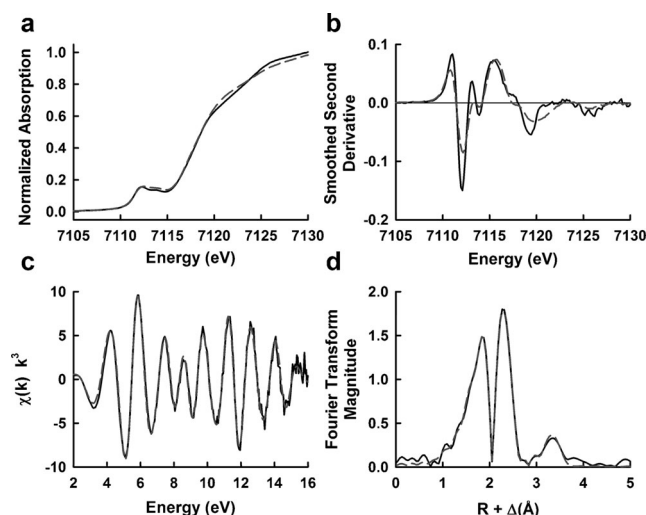 a
Normalized Absorption
1.0
0.8
0.6
0.4
0.2
0.0
7105 7110 7115 7120 7125 7130
Energy (eV)
b
Smoothed Second
Derivative
0.1
0.0
-0.1
-0.2
7105 7110 7115 7120 7125 7130
Energy (eV)
c
χ(k) k³
10
5
0
-5
-10
2 4 6 8 10 12 14 16
Energy (eV)
d
Fourier Transform
Magnitude
2.0
1.5
1.0
0.5
0.0
0 1 2 3 4 5
R + Δ(Å)